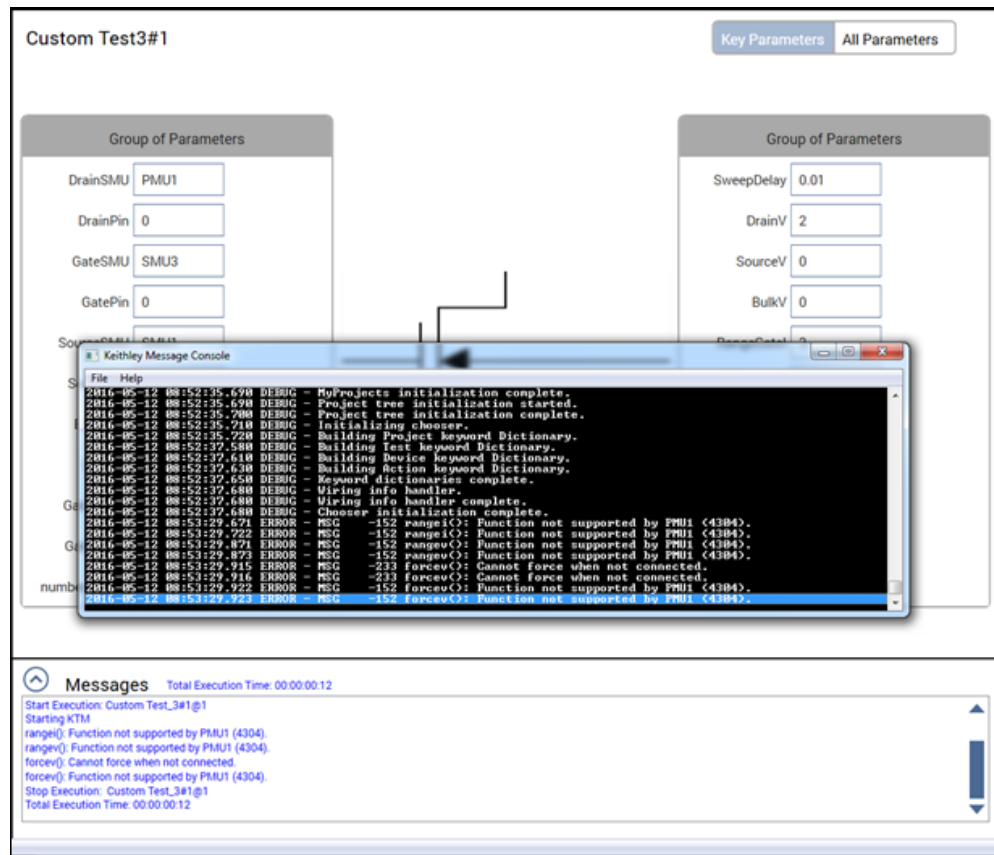 Custom Test3#1
Key Parameters All Parameters
Group of Parameters
DrainSMU PMU1
DrainPin 0
GateSMU SMU3
GatePin 0
Group of Parameters
SweepDelay 0.01
DrainV 2
SourceV 0
BulkV 0
Keithley Message Console
File Help
2016-05-12 08:52:35.690 DEBUG - MyProjects initialization complete.
2016-05-12 08:52:35.690 DEBUG - Project tree initialization started.
2016-05-12 08:52:35.700 DEBUG - Project tree initialization complete.
2016-05-12 08:52:35.710 DEBUG - Initializing chooser.
2016-05-12 08:52:35.720 DEBUG - Building Project keyword Dictionary.
2016-05-12 08:52:37.580 DEBUG - Building Test keyword Dictionary.
2016-05-12 08:52:37.610 DEBUG - Building Device keyword Dictionary.
2016-05-12 08:52:37.630 DEBUG - Building Action keyword Dictionary.
2016-05-12 08:52:37.650 DEBUG - Keyword dictionaries complete.
2016-05-12 08:52:37.680 DEBUG - Wiring info handler.
2016-05-12 08:52:37.680 DEBUG - Wiring info handler complete.
2016-05-12 08:52:37.680 DEBUG - Chooser initialization complete.
2016-05-12 08:53:29.671 ERROR - MSG -152 rangei(): Function not supported by PMU1 (4304).
2016-05-12 08:53:29.722 ERROR - MSG -152 rangev(): Function not supported by PMU1 (4304).
2016-05-12 08:53:29.871 ERROR - MSG -152 rangev(): Function not supported by PMU1 (4304).
2016-05-12 08:53:29.873 ERROR - MSG -152 rangev(): Function not supported by PMU1 (4304).
2016-05-12 08:53:29.915 ERROR - MSG -233 forcev(): Cannot force when not connected.
2016-05-12 08:53:29.916 ERROR - MSG -233 forcev(): Cannot force when not connected.
2016-05-12 08:53:29.922 ERROR - MSG -152 forcev(): Function not supported by PMU1 (4304).
2016-05-12 08:53:29.923 ERROR - MSG -152 forcev(): Function not supported by PMU1 (4304).
Messages Total Execution Time: 00:00:00:12
Start Execution: Custom Test_3#1@1
Starting KTM
rangei(): Function not supported by PMU1 (4304).
rangev(): Function not supported by PMU1 (4304).
forcev(): Cannot force when not connected.
forcev(): Function not supported by PMU1 (4304).
Stop Execution: Custom Test_3#1@1
Total Execution Time: 00:00:00:12